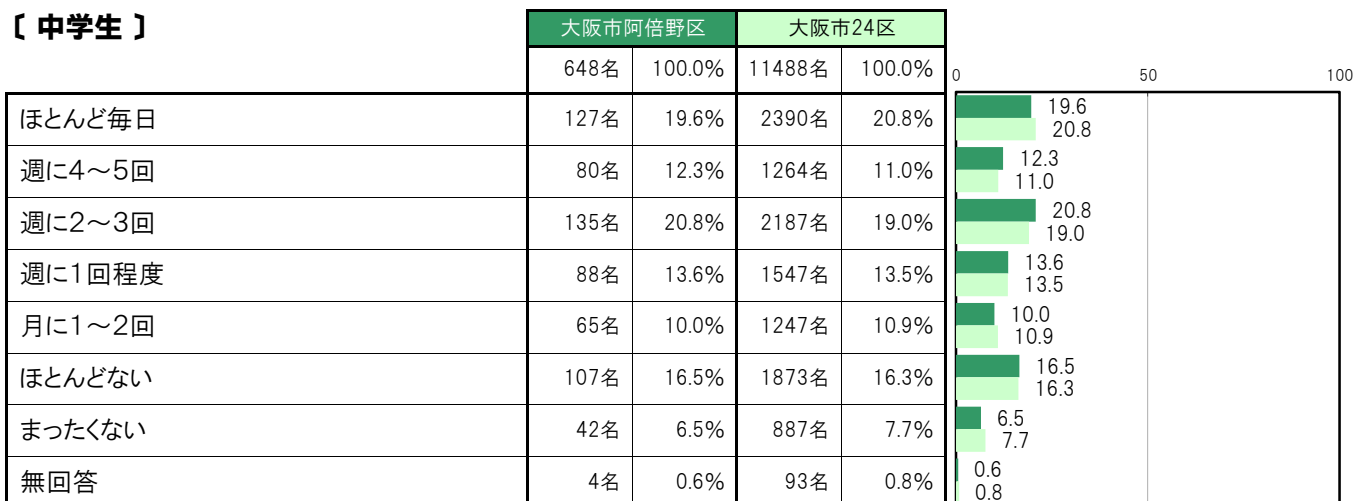 〔 中学生 〕
大阪市阿倍野区 大阪市24区
648名 100.0% 11488名 100.0%
0 50 100
ほとんど毎日 127名 19.6% 2390名 20.8% 19.6
20.8
週に4～5回 80名 12.3% 1264名 11.0% 12.3
11.0
週に2～3回 135名 20.8% 2187名 19.0% 20.8
19.0
週に1回程度 88名 13.6% 1547名 13.5% 13.6
13.5
月に1～2回 65名 10.0% 1247名 10.9% 10.0
10.9
ほとんどない 107名 16.5% 1873名 16.3% 16.5
16.3
まったくない 42名 6.5% 887名 7.7% 6.5
7.7
無回答 4名 0.6% 93名 0.8% 0.6
0.8